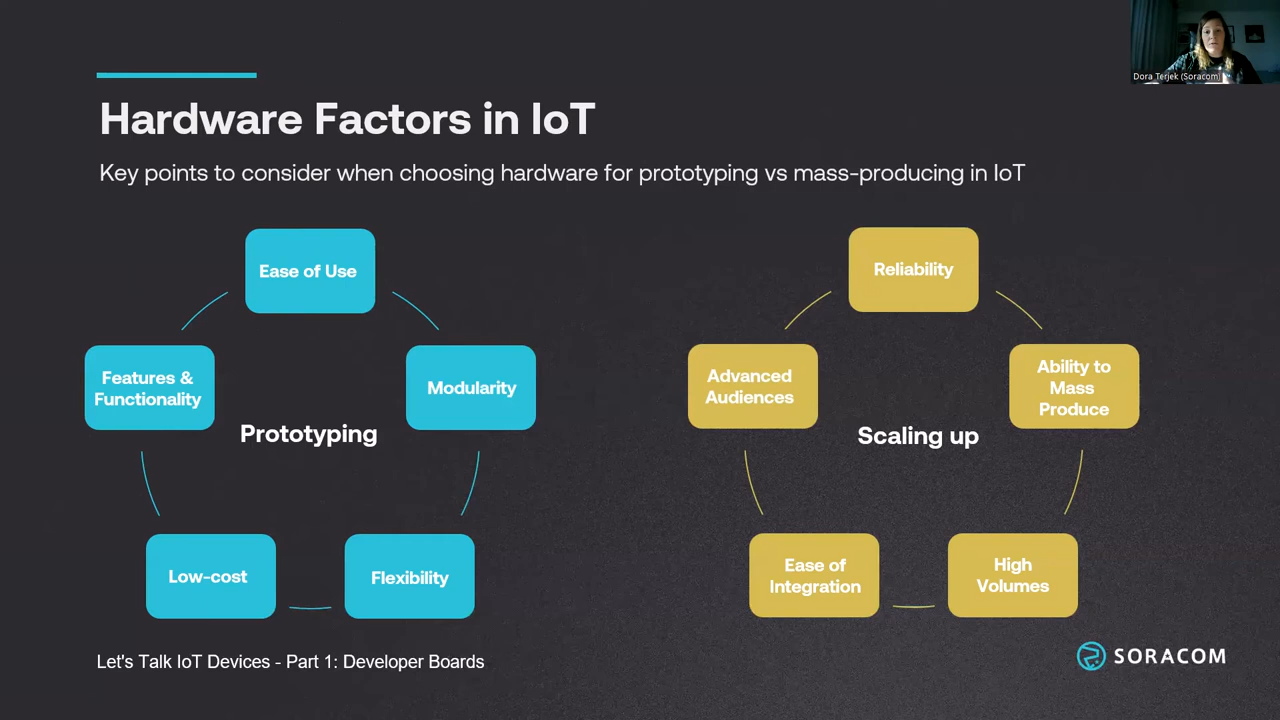 Dora Terjek (Soracom)
Hardware Factors in IoT
Key points to consider when choosing hardware for prototyping vs mass-producing in IoT
Ease of Use
Features &
Functionality
Modularity
Prototyping
Low-cost
Flexibility
Reliability
Advanced
Audiences
Ability to
Mass
Produce
Scaling up
Ease of
Integration
High
Volumes
Let's Talk IoT Devices - Part 1: Developer Boards
SORACOM